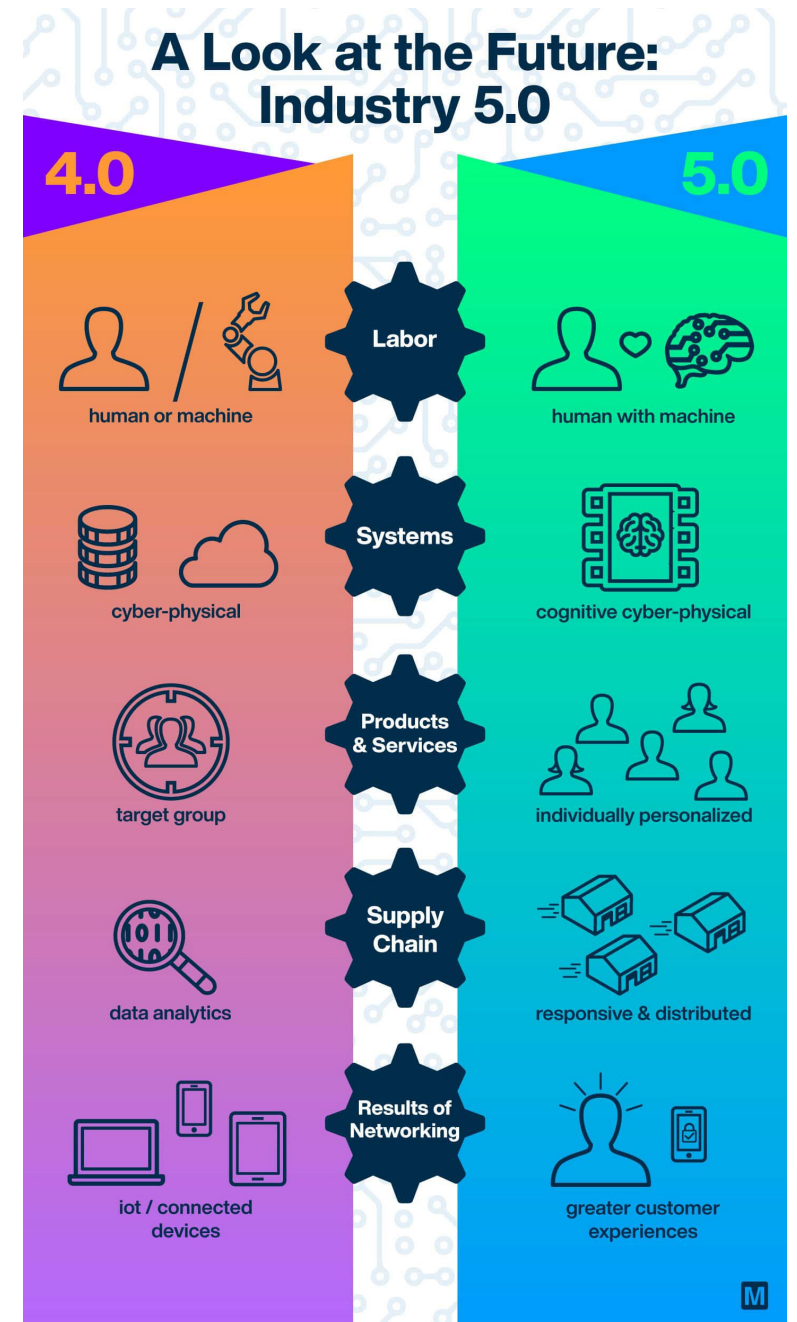 A Look at the Future:
Industry 5.0
4.0
5.0
Labor
human or machine
human with machine
Systems
cyber-physical
cognitive cyber-physical
Products
& Services
target group
individually personalized
1011
Supply
Chain
data analytics
responsive & distributed
Results of
Networking
iot / connected
devices
greater customer
experiences
M